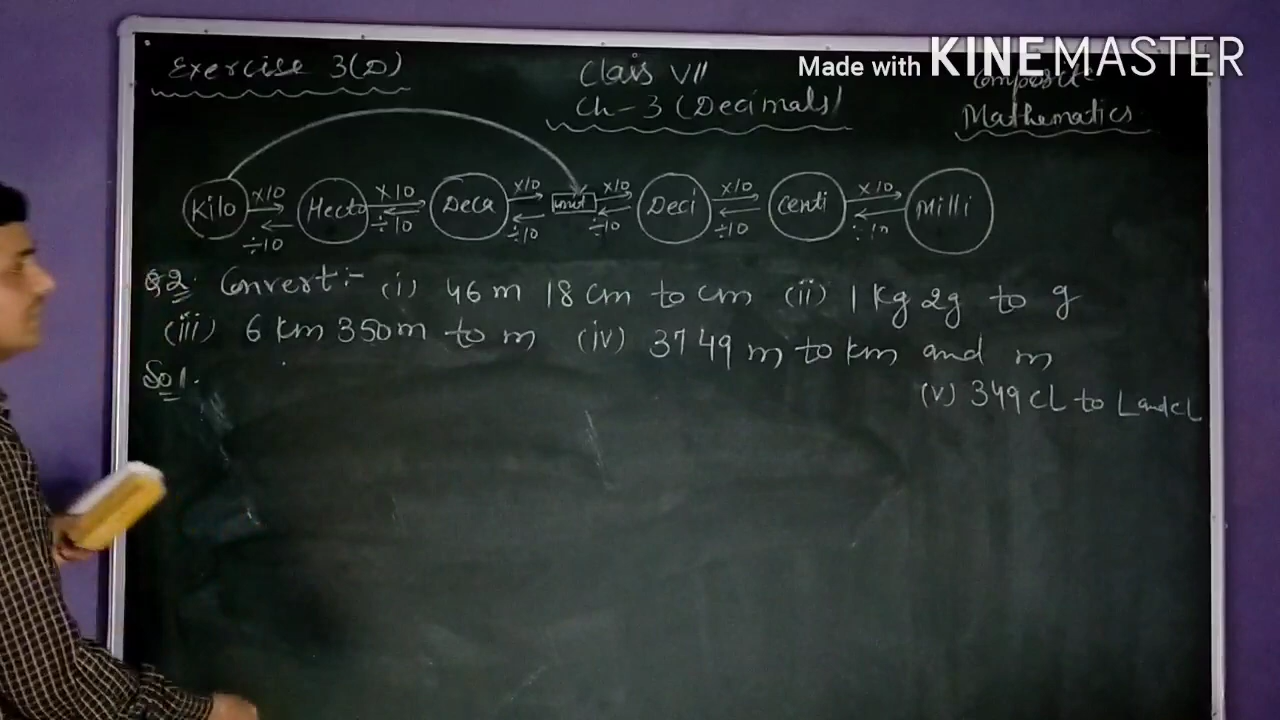 Made with KINEMASTER
Exercise 3(D) Class VII Composite
Ch-3 (Decimals) Mathematics
×10 ×10 ×10 ×10 ×10 ×10
Kilo Hecto Deca unit Deci Centi Milli
÷10 ÷10 ÷10 ÷10 ÷10 ÷10
Q2. Convert:- (i) 46 m 18 cm to cm (ii) 1 kg 2g to g
(iii) 6 km 350 m to m (iv) 3749 m to km and m
Sol. (v) 349 cl to L and cl